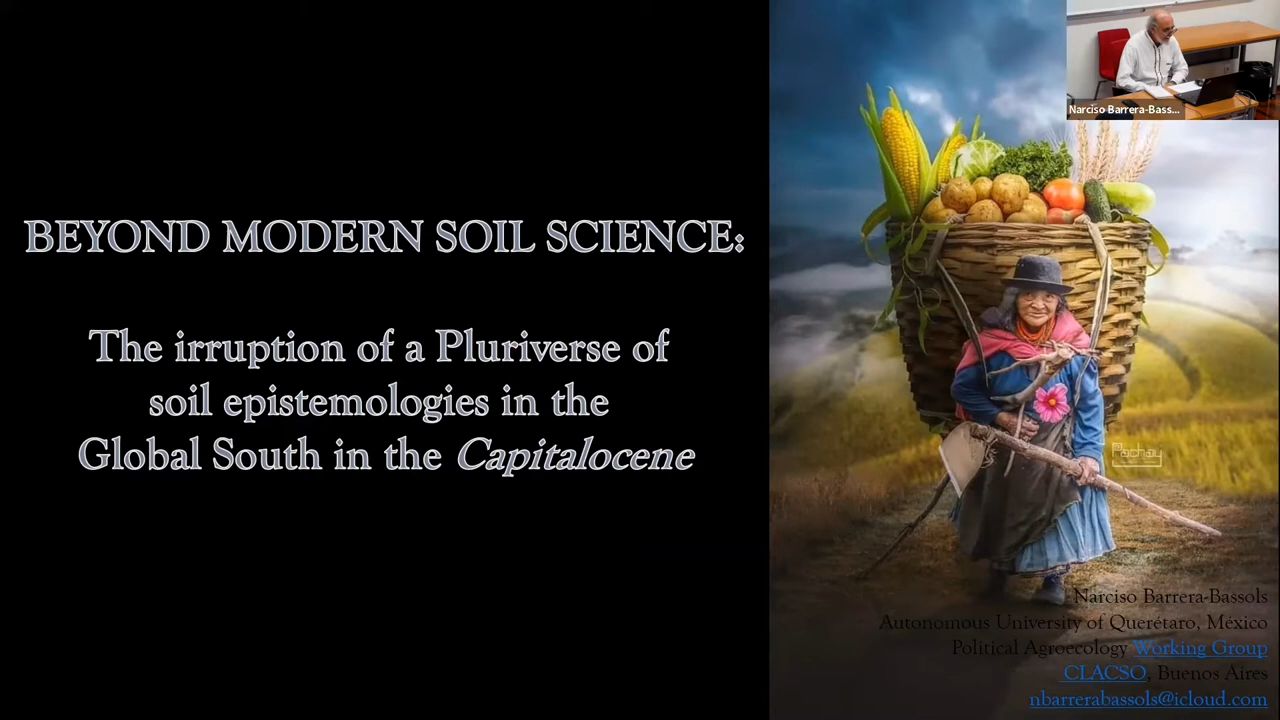 BEYOND MODERN SOIL SCIENCE:
The irruption of a Pluriverse of
soil epistemologies in the
Global South in the Capitalocene
Narciso Barrera-Bass...
Pachay
Narciso Barrera-Bassols
Autonomous University of Querétaro, México
Political Agroecology Working Group
CLACSO, Buenos Aires
nbarrerabassols@icloud.com